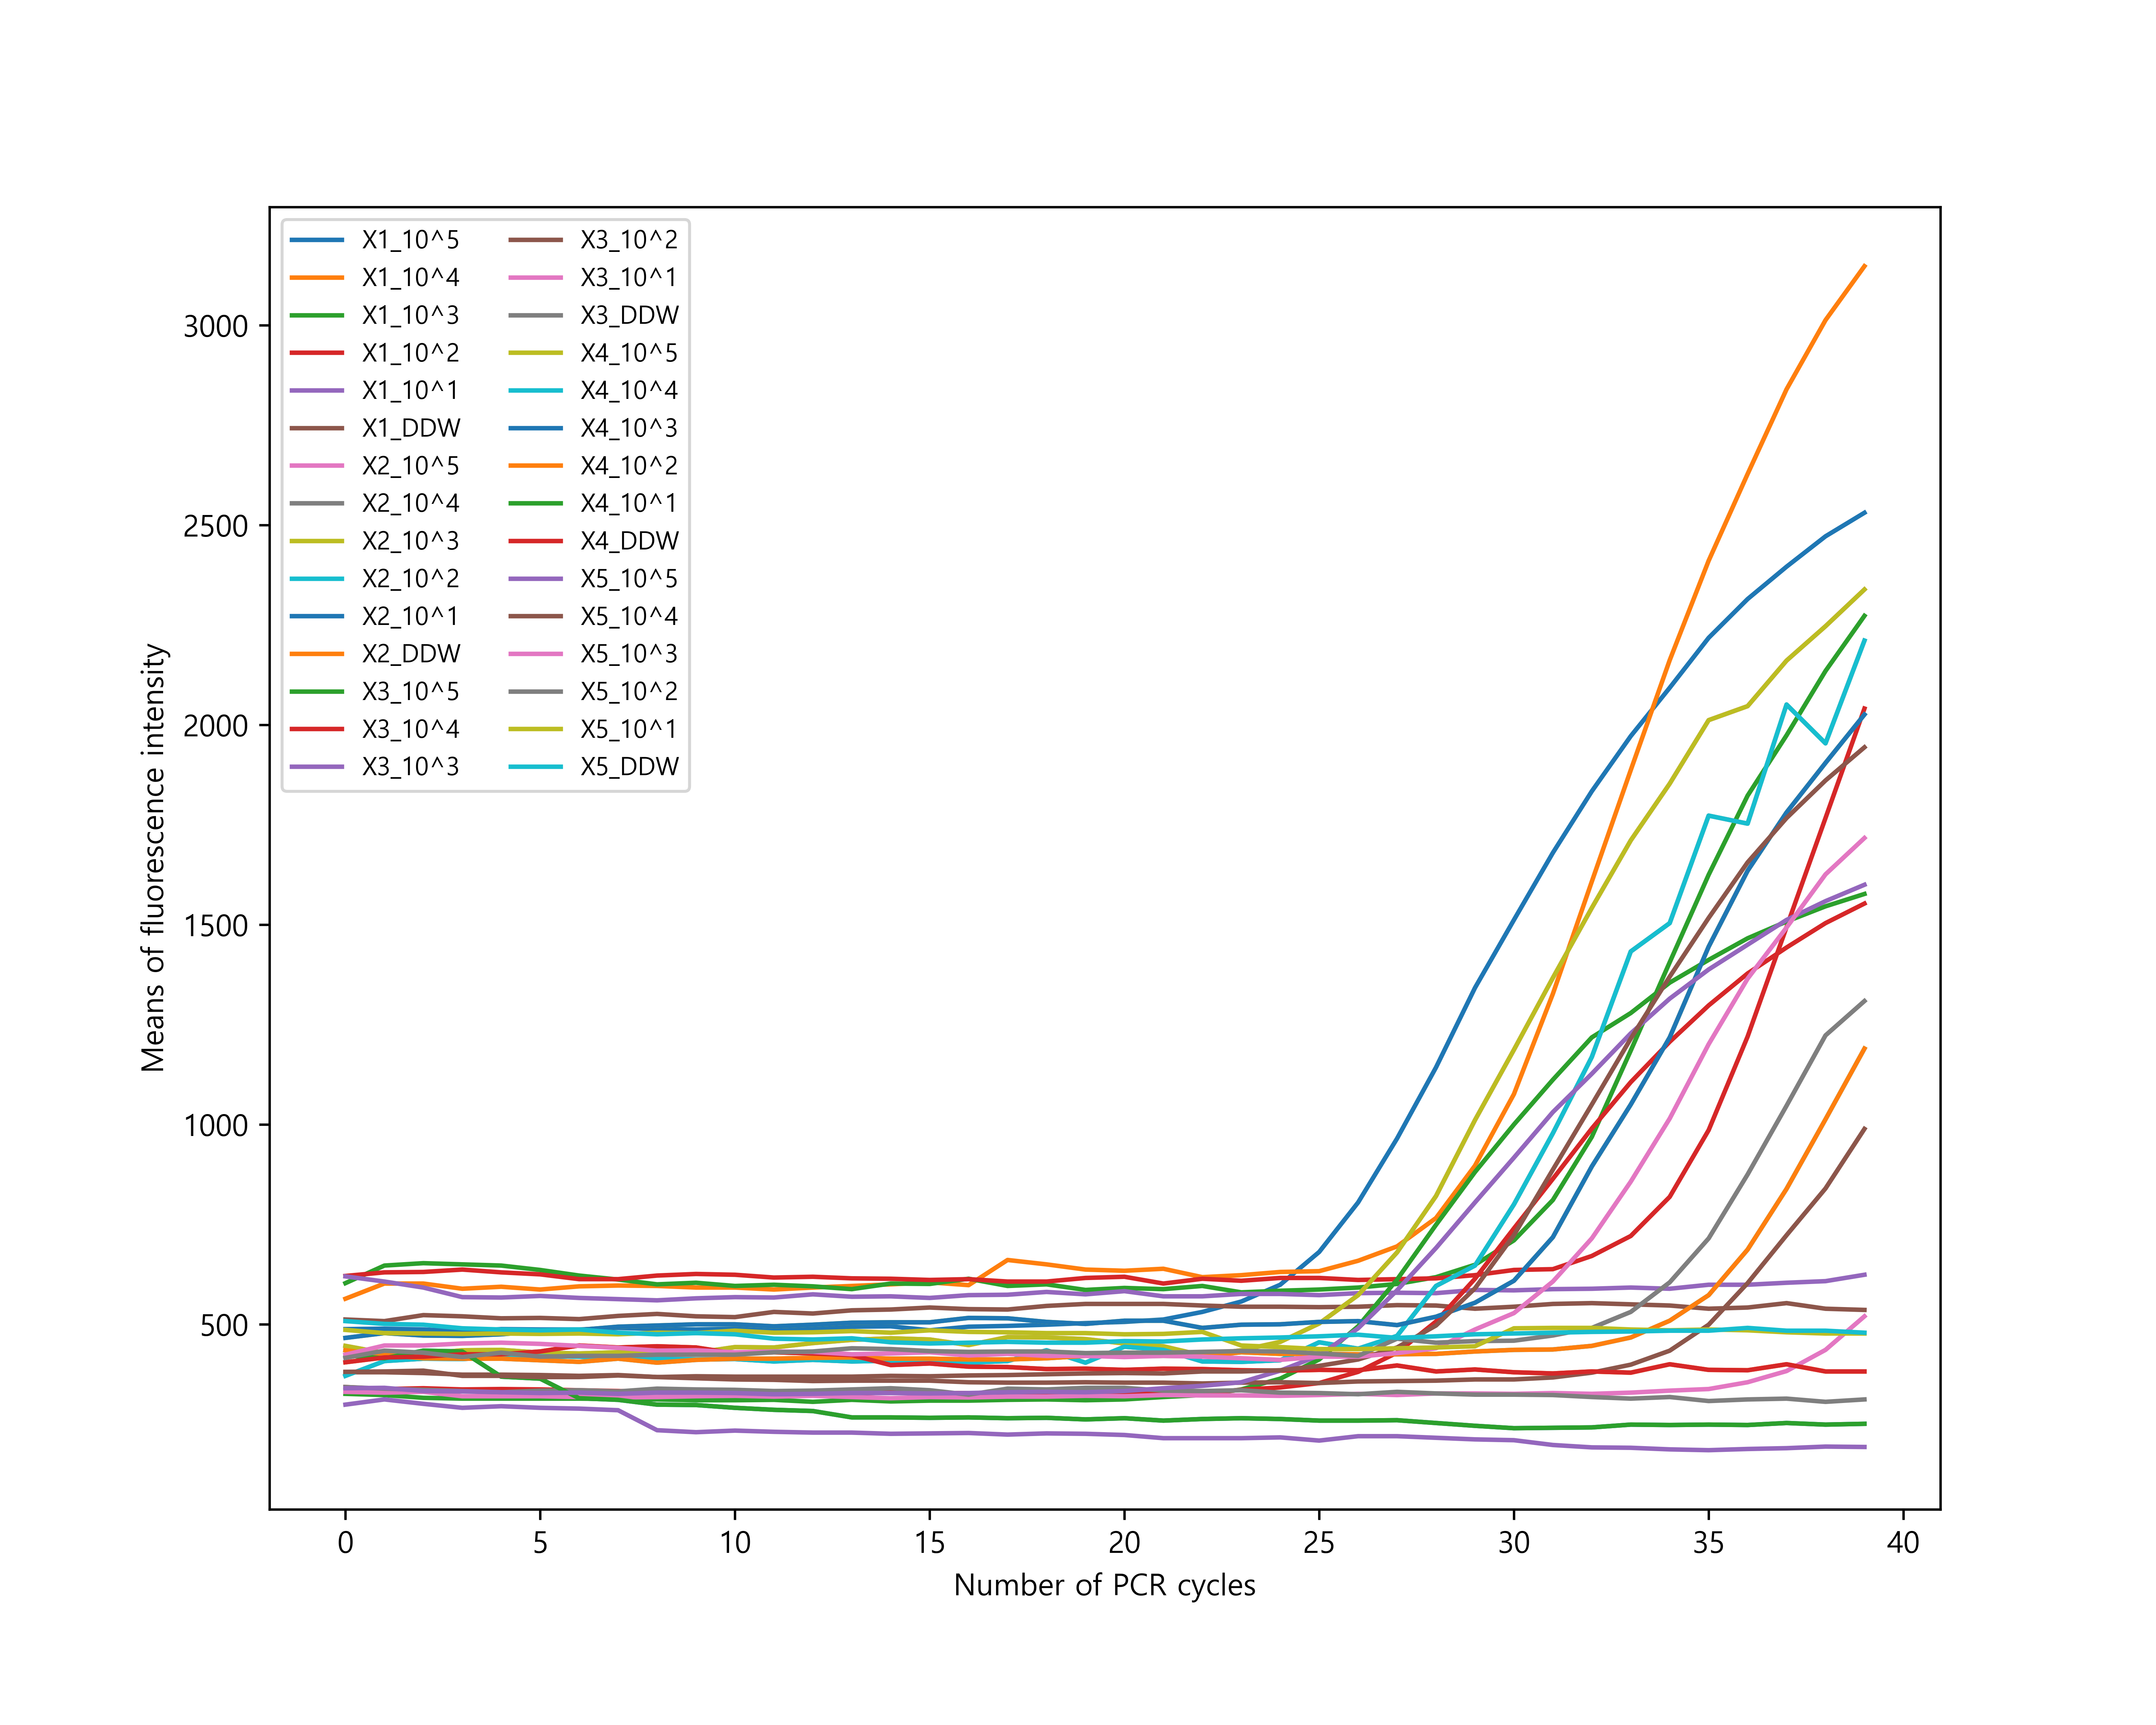 X1_10^5
X1_10^4
X1_10^3
X1_10^2
X1_10^1
X1_DDW
X2_10^5
X2_10^4
X2_10^3
X2_10^2
X2_10^1
X2_DDW
X3_10^5
X3_10^4
X3_10^3
X3_10^2
X3_10^1
X3_DDW
X4_10^5
X4_10^4
X4_10^3
X4_10^2
X4_10^1
X4_DDW
X5_10^5
X5_10^4
X5_10^3
X5_10^2
X5_10^1
X5_DDW
3000
2500
2000
1500
1000
500
Means of fluorescence intensity
0 5 10 15 20 25 30 35 40
Number of PCR cycles